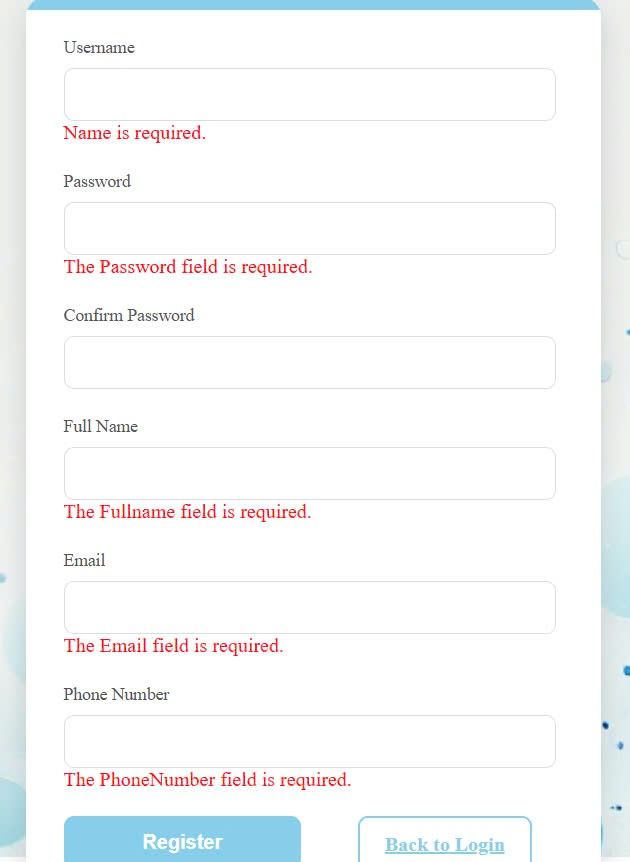 Username
Name is required.
Password
The Password field is required.
Confirm Password
Full Name
The Fullname field is required.
Email
The Email field is required.
Phone Number
The PhoneNumber field is required.
Register
Back to Login